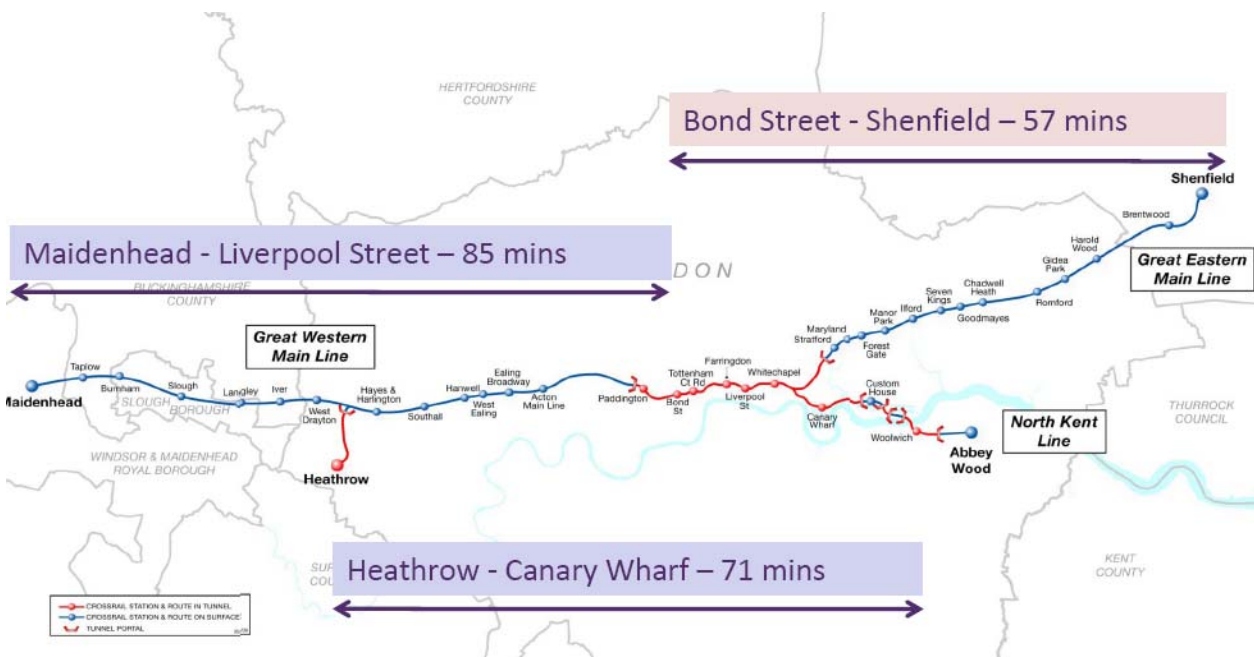 HERTFORDSHIRE
COUNTY
Bond Street - Shenfield – 57 mins
Shenfield
Brentwood
Maidenhead - Liverpool Street – 85 mins
DON
Harold
Wood
Great Eastern
Main Line
Gidea
Park
BUCKINGHAMSHIRE
COUNTY
Chadwell
Heath
Seven
Kings
Ilford
Romford
Goodmayes
Manor
Park
Great Western
Main Line
Maryland
Stratford
Forest
Gate
Farringdon
Whitechapel
Tottenham
Ct Rd
Ealing
Broadway
Taplow
Burnham
Slough
SLOUGH
BOROUGH
Langley
Iver
Hayes &
Harlington
Hanwell
Maidenhead
West
Drayton
Southall
West
Ealing
Acton
Main Line
Paddington
Bond
St
Liverpool
St
Custom
House
Canary
Wharf
Woolwich
North Kent
Line
THURROCK
COUNCIL
WINDSOR & MAIDENHEAD
ROYAL BOROUGH
Heathrow
Abbey
Wood
Heathrow - Canary Wharf – 71 mins
SUR
COU
KENT
COUNTY
CROSSRAIL STATION & ROUTE IN TUNNEL
CROSSRAIL STATION & ROUTE ON SURFACE
TUNNEL PORTAL